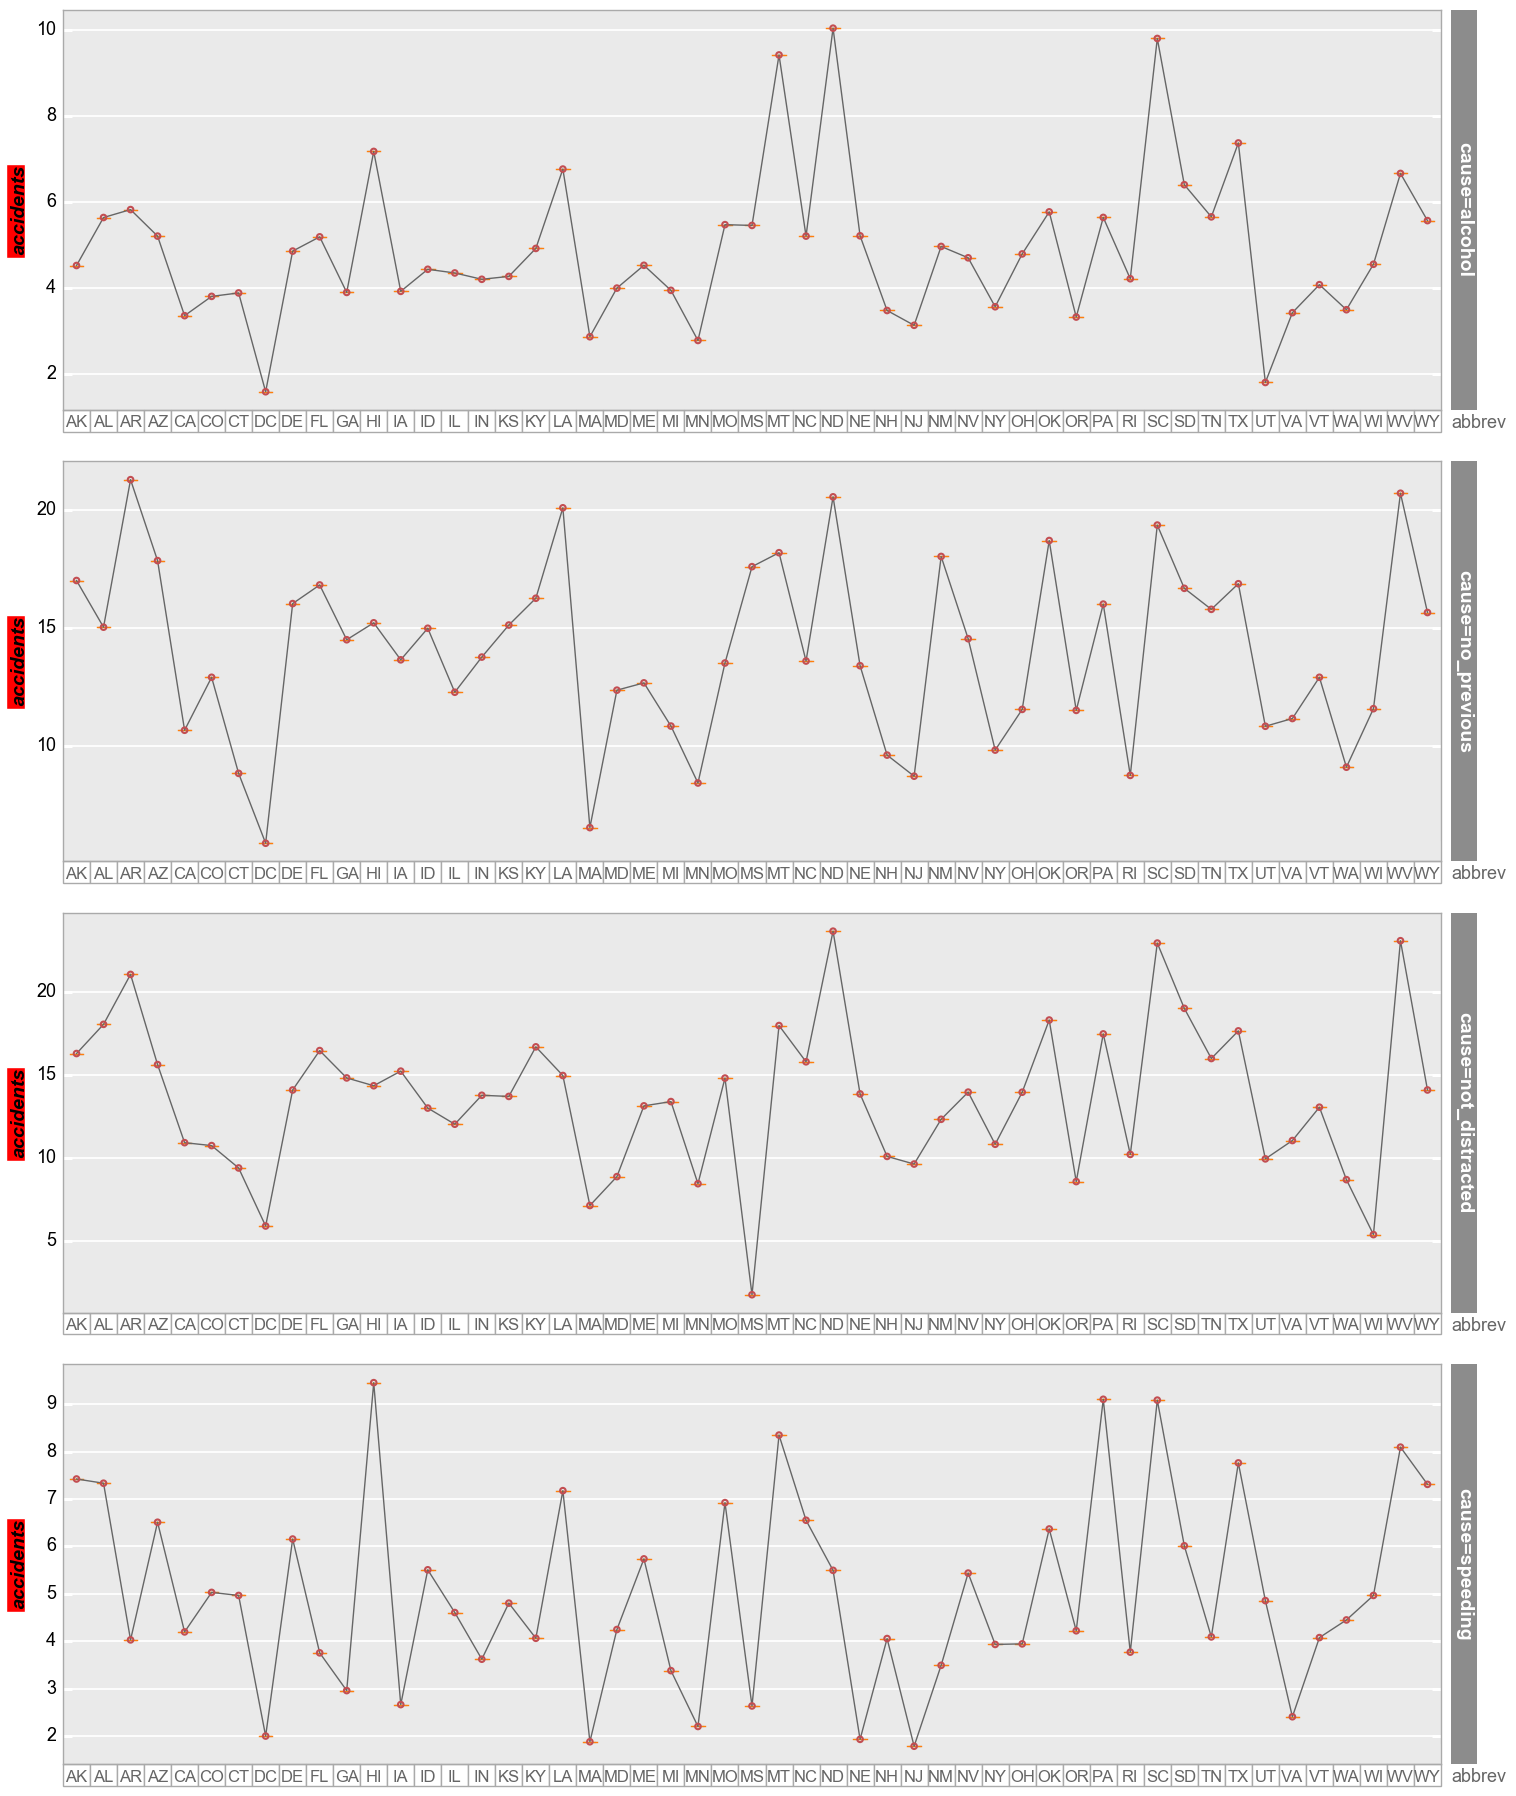 10
8
6
4
2
accidents
cause=alcohol
AK AL AR AZ CA CO CT DC DE FL GA HI IA ID IL IN KS KY LA MA MD ME MI MN MO MS MT NC ND NE NH NJ NM NV NY OH OK OR PA RI SC SD TN TX UT VA VT WA WI WV WY abbrev
20
15
10
accidents
cause=no_previous
AK AL AR AZ CA CO CT DC DE FL GA HI IA ID IL IN KS KY LA MA MD ME MI MN MO MS MT NC ND NE NH NJ NM NV NY OH OK OR PA RI SC SD TN TX UT VA VT WA WI WV WY abbrev
20
15
10
5
accidents
cause=not_distracted
AK AL AR AZ CA CO CT DC DE FL GA HI IA ID IL IN KS KY LA MA MD ME MI MN MO MS MT NC ND NE NH NJ NM NV NY OH OK OR PA RI SC SD TN TX UT VA VT WA WI WV WY abbrev
9
8
7
6
5
4
3
2
accidents
cause=speeding
AK AL AR AZ CA CO CT DC DE FL GA HI IA ID IL IN KS KY LA MA MD ME MI MN MO MS MT NC ND NE NH NJ NM NV NY OH OK OR PA RI SC SD TN TX UT VA VT WA WI WV WY abbrev